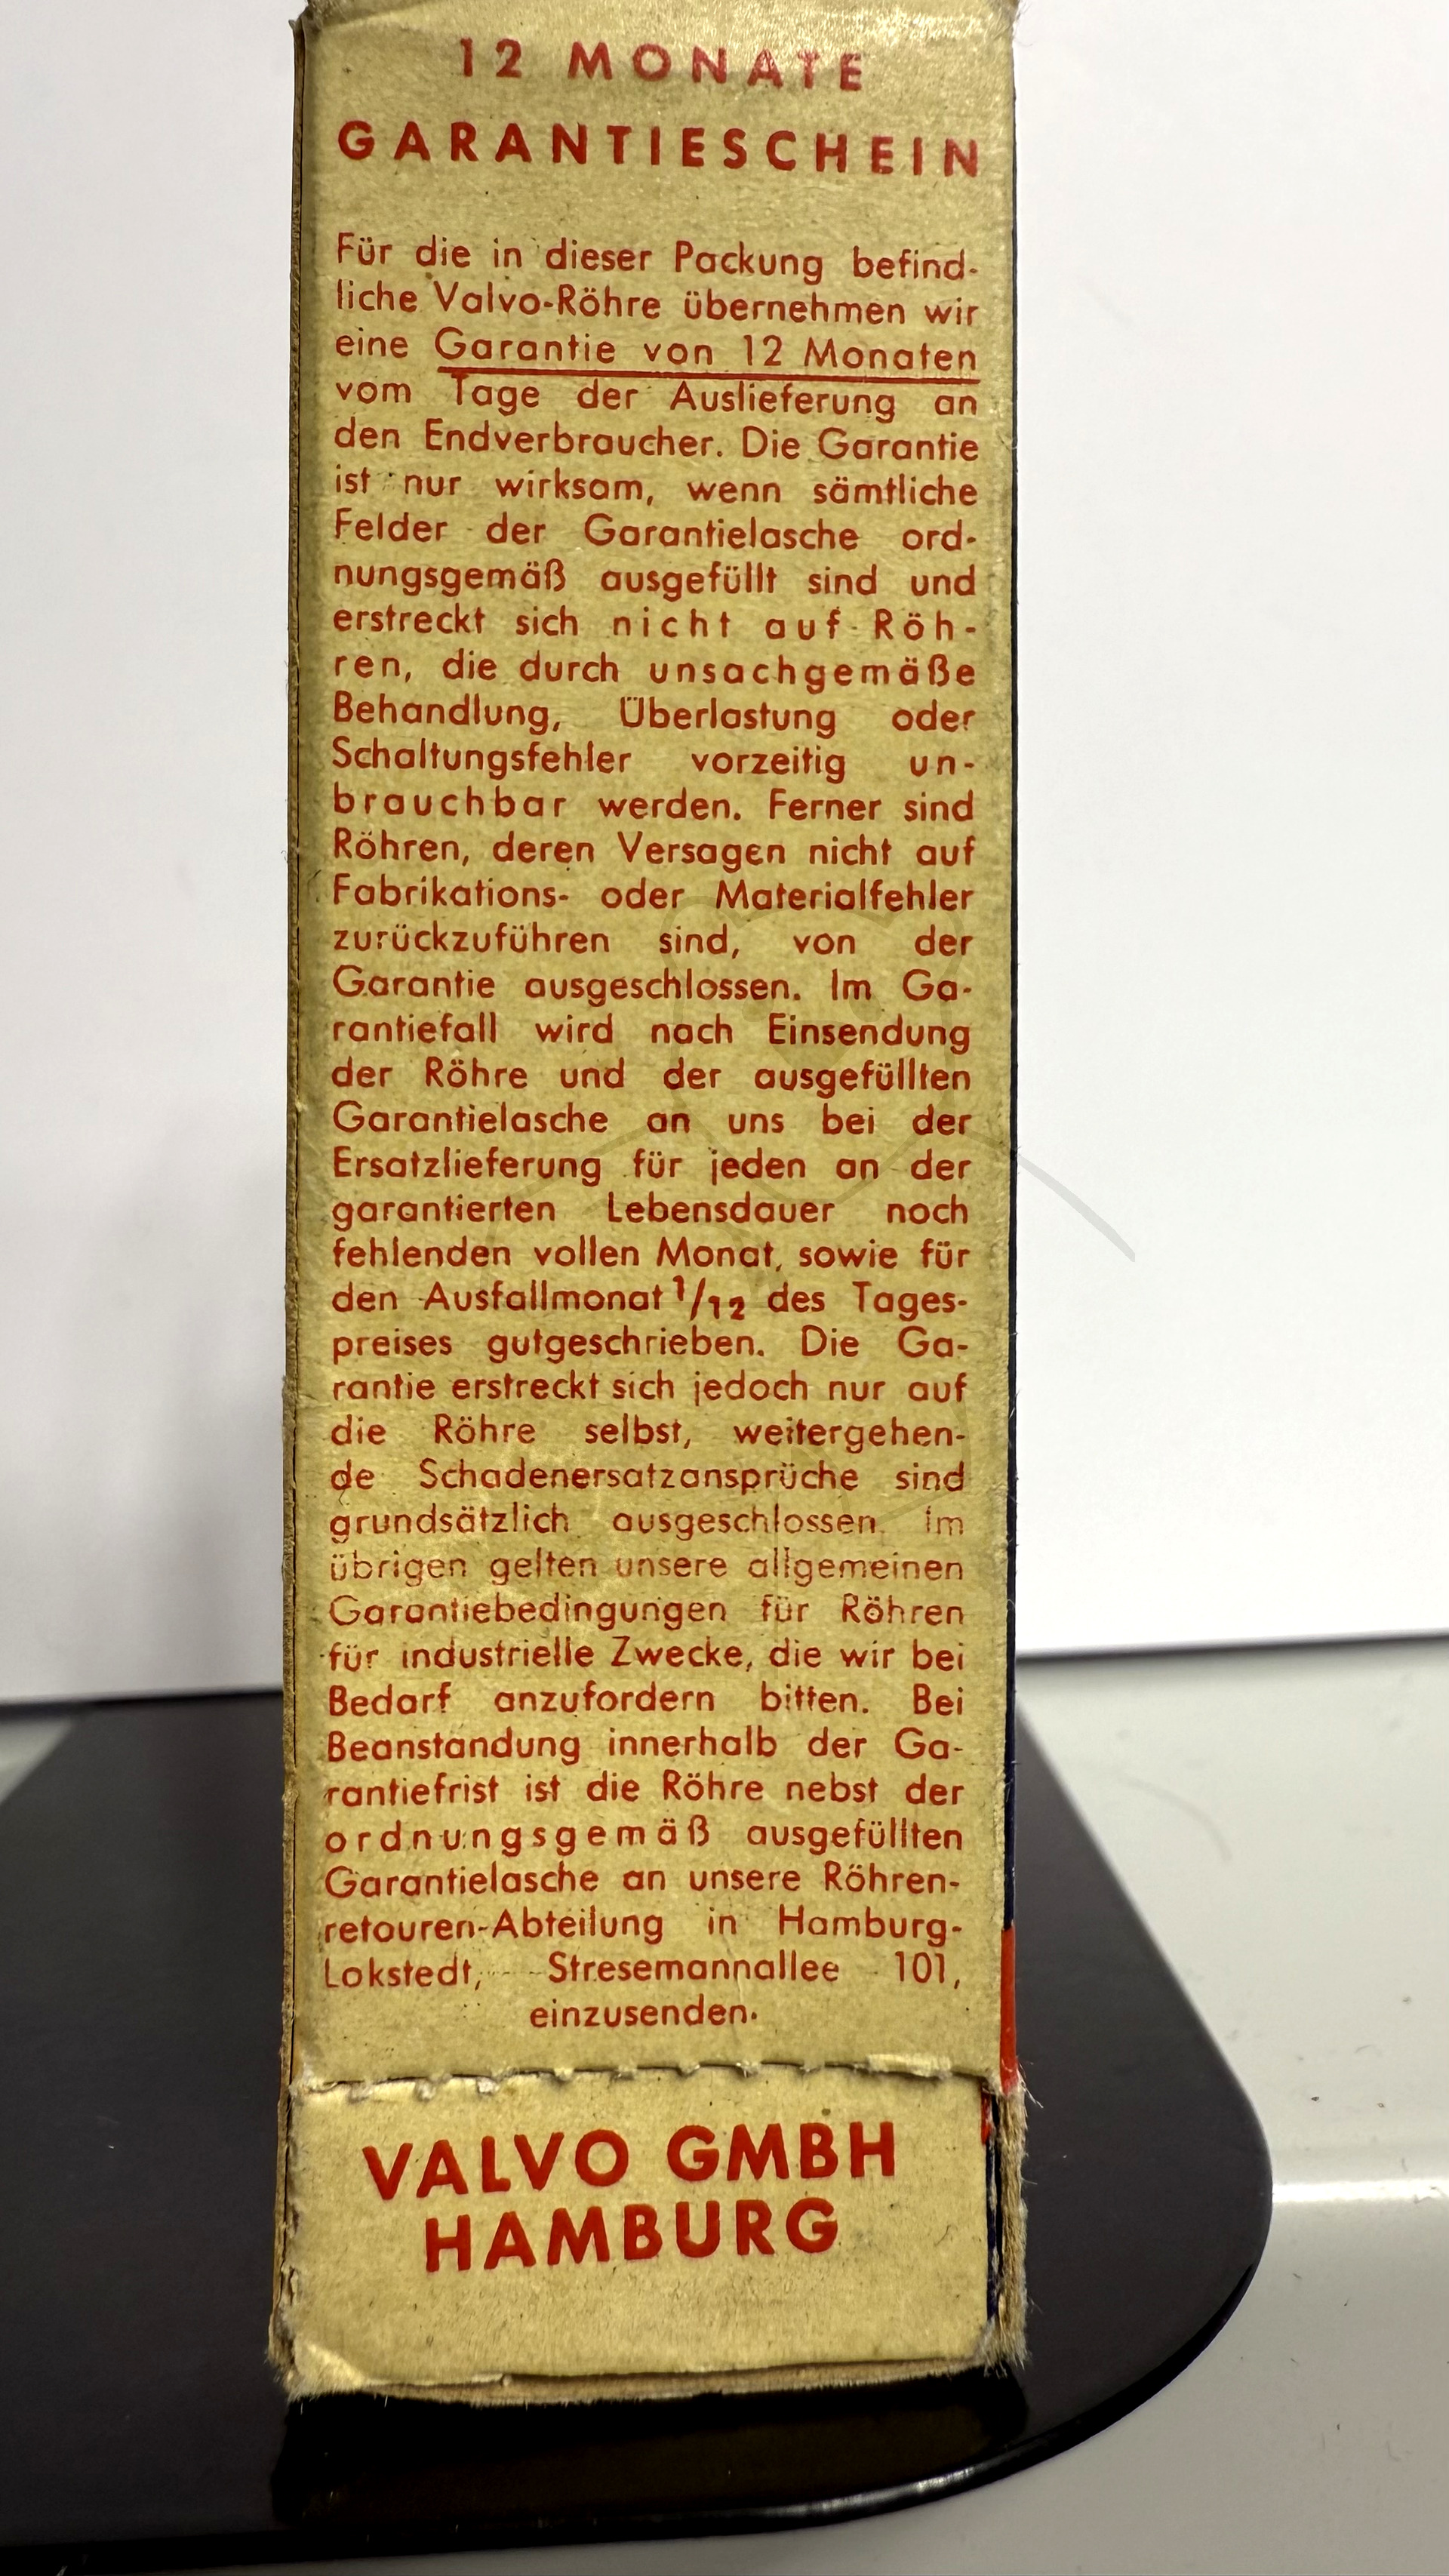 12 MONATE
GARANTIESCHEIN
Für die in dieser Packung befind-
liche Valvo-Röhre übernehmen wir
eine Garantie von 12 Monaten
vom Tage der Auslieferung an
den Endverbraucher. Die Garantie
ist nur wirksam, wenn sämtliche
Felder der Garantielasche ord-
nungsgemäß ausgefüllt sind und
erstreckt sich nicht auf Röh-
ren, die durch unsachgemäße
Behandlung, Überlastung oder
Schaltungsfehler vorzeitig un-
brauchbar werden. Ferner sind
Röhren, deren Versagen nicht auf
Fabrikations- oder Materialfehler
zurückzuführen sind, von der
Garantie ausgeschlossen. Im Ga-
rantiefall wird nach Einsendung
der Röhre und der ausgefüllten
Garantielasche an uns bei der
Ersatzlieferung für jeden an der
garantierten Lebensdauer noch
fehlenden vollen Monat, sowie für
den Ausfallmonat 1/12 des Tages-
preises gutgeschrieben. Die Ga-
rantie erstreckt sich jedoch nur auf
die Röhre selbst, weitergehen-
de Schadenersatzansprüche sind
grundsätzlich ausgeschlossen. Im
übrigen gelten unsere allgemeinen
Garantiebedingungen für Röhren
für industrielle Zwecke, die wir bei
Bedarf anzufordern bitten. Bei
Beanstandung innerhalb der Ga-
rantiefrist ist die Röhre nebst der
ordnungsgemäß ausgefüllten
Garantielasche an unsere Röhren-
retouren-Abteilung in Hamburg-
Lokstedt, Stresemannallee 101,
einzusenden.
VALVO GMBH
HAMBURG